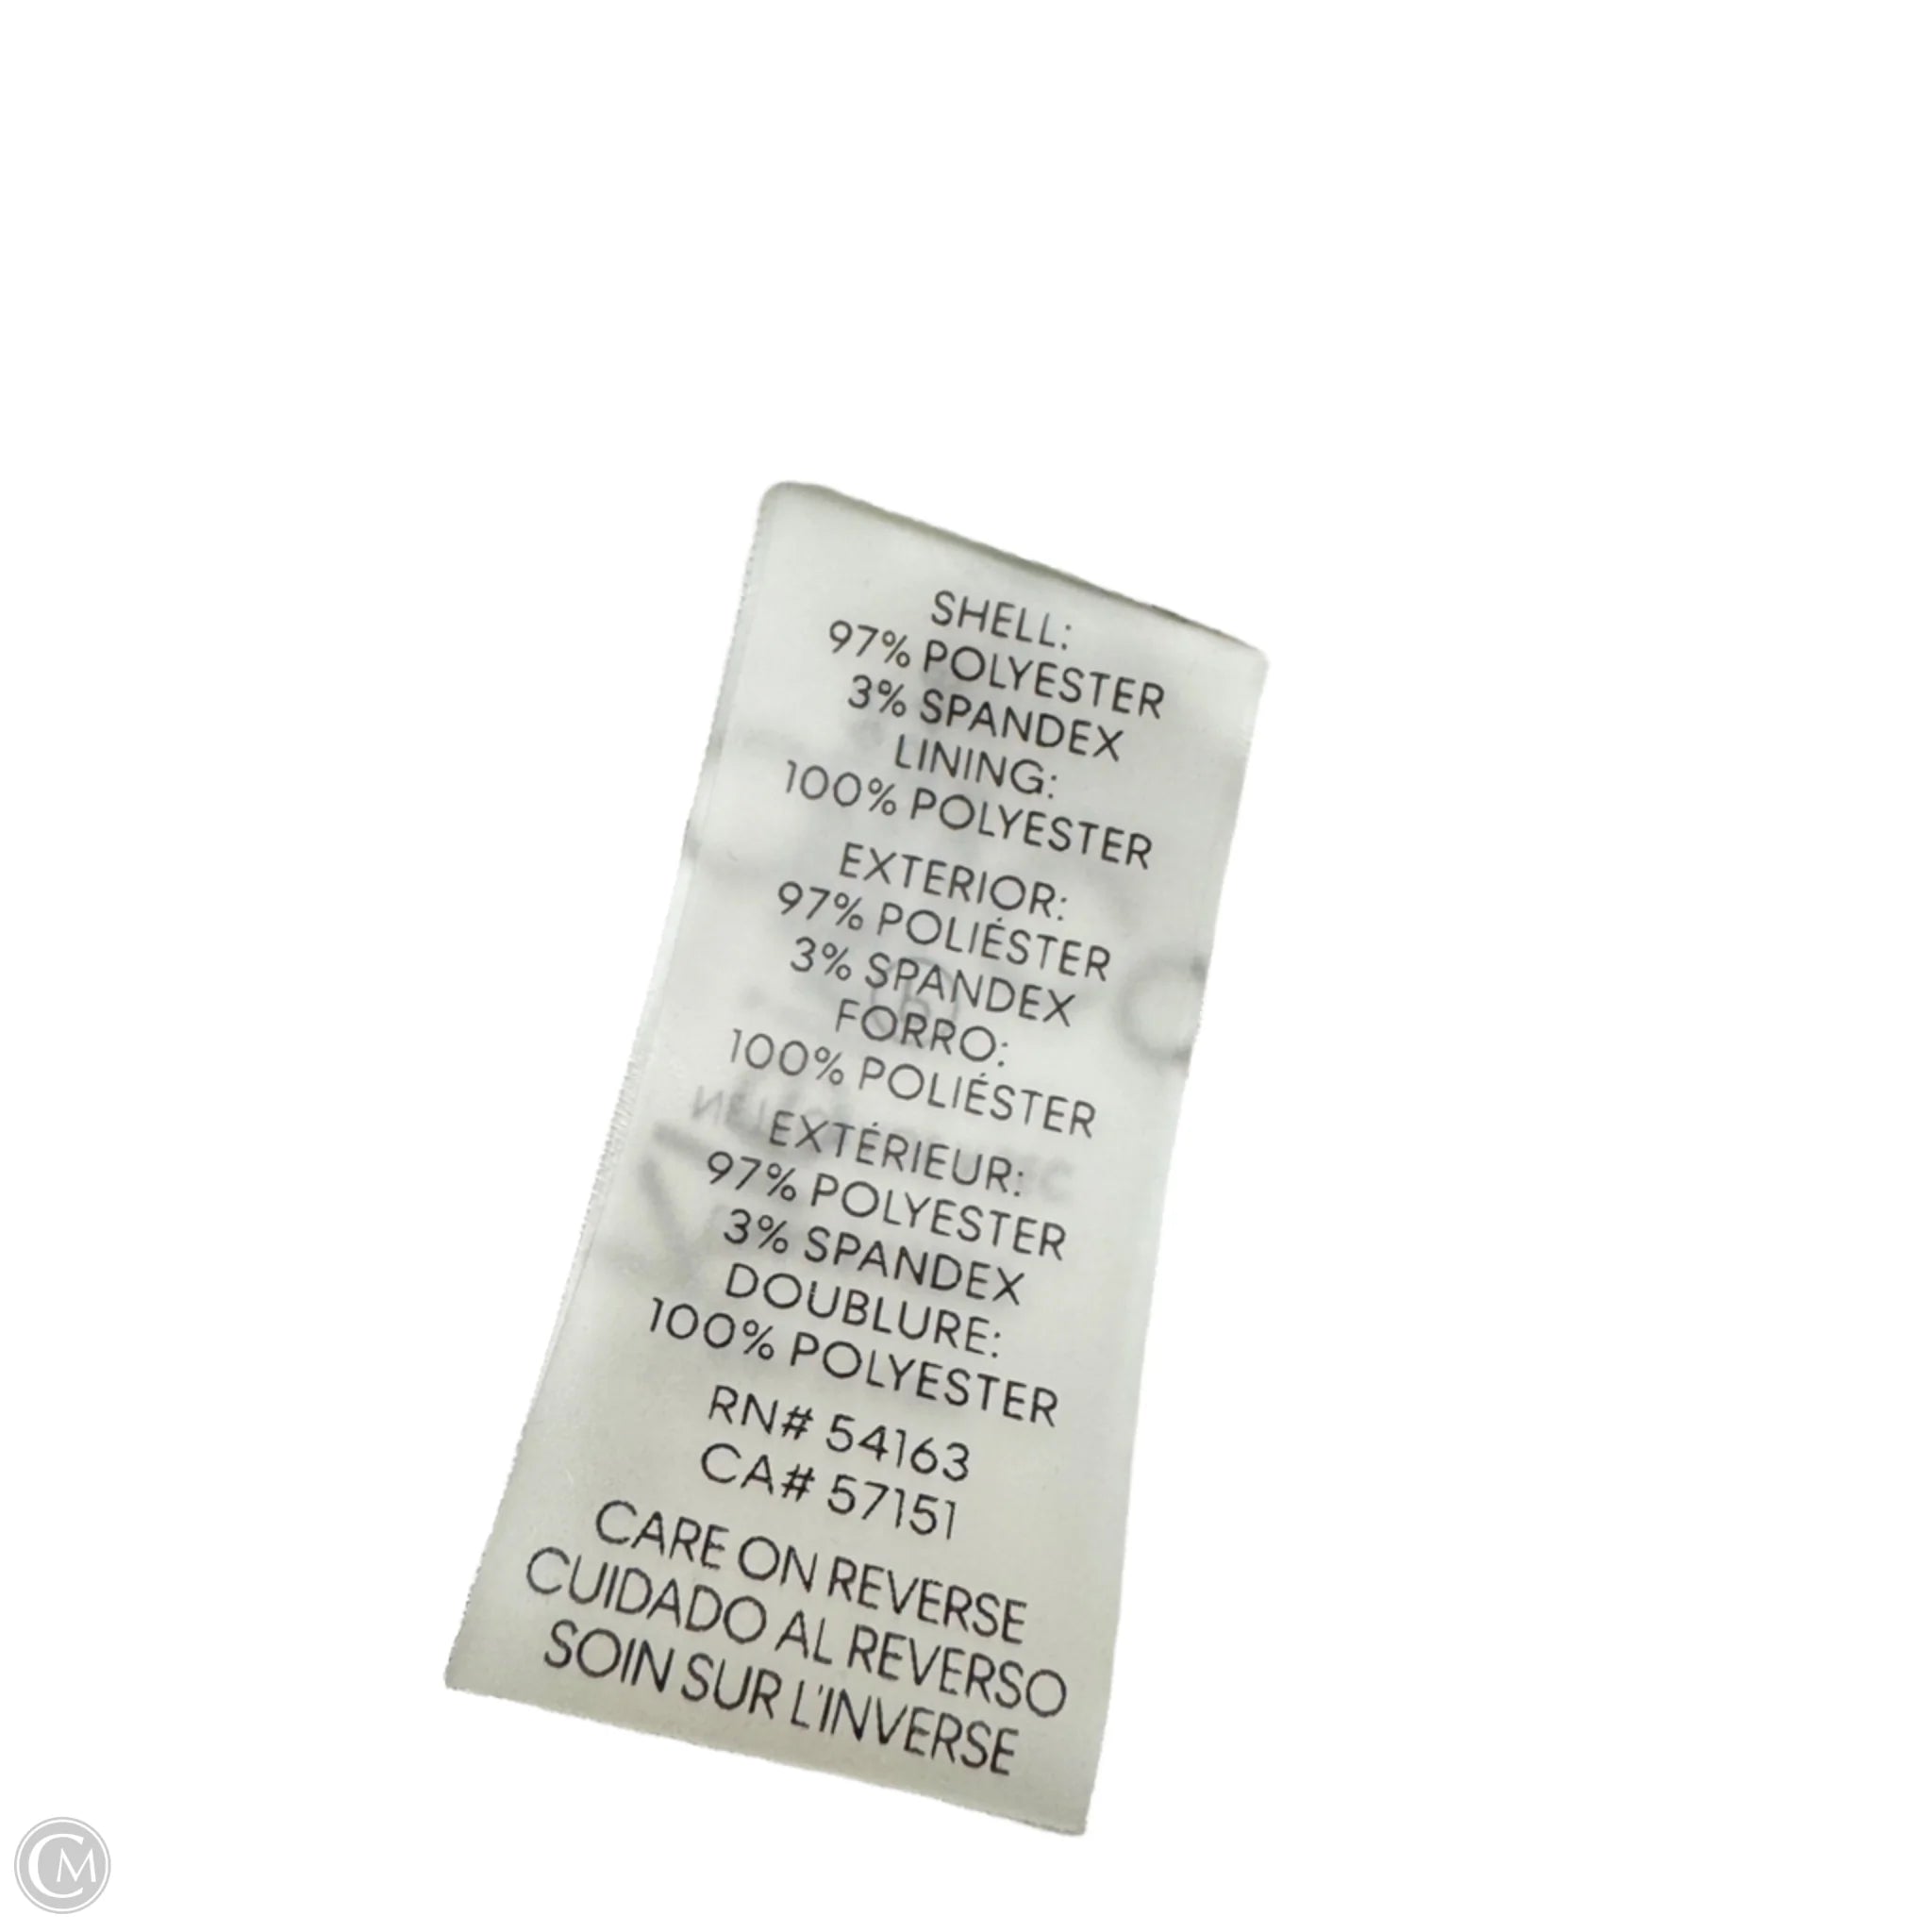 SHELL:
97% POLYESTER
3% SPANDEX
LINING:
100% POLYESTER
EXTERIOR:
97% POLIÉSTER
3% SPANDEX
FORRO:
100% POLIÉSTER
EXTÉRIEUR:
97% POLYESTER
3% SPANDEX
DOUBLURE:
100% POLYESTER
RN# 54163
CA# 57151
CARE ON REVERSE
CUIDADO AL REVERSO
SOIN SUR L'INVERSE
CM